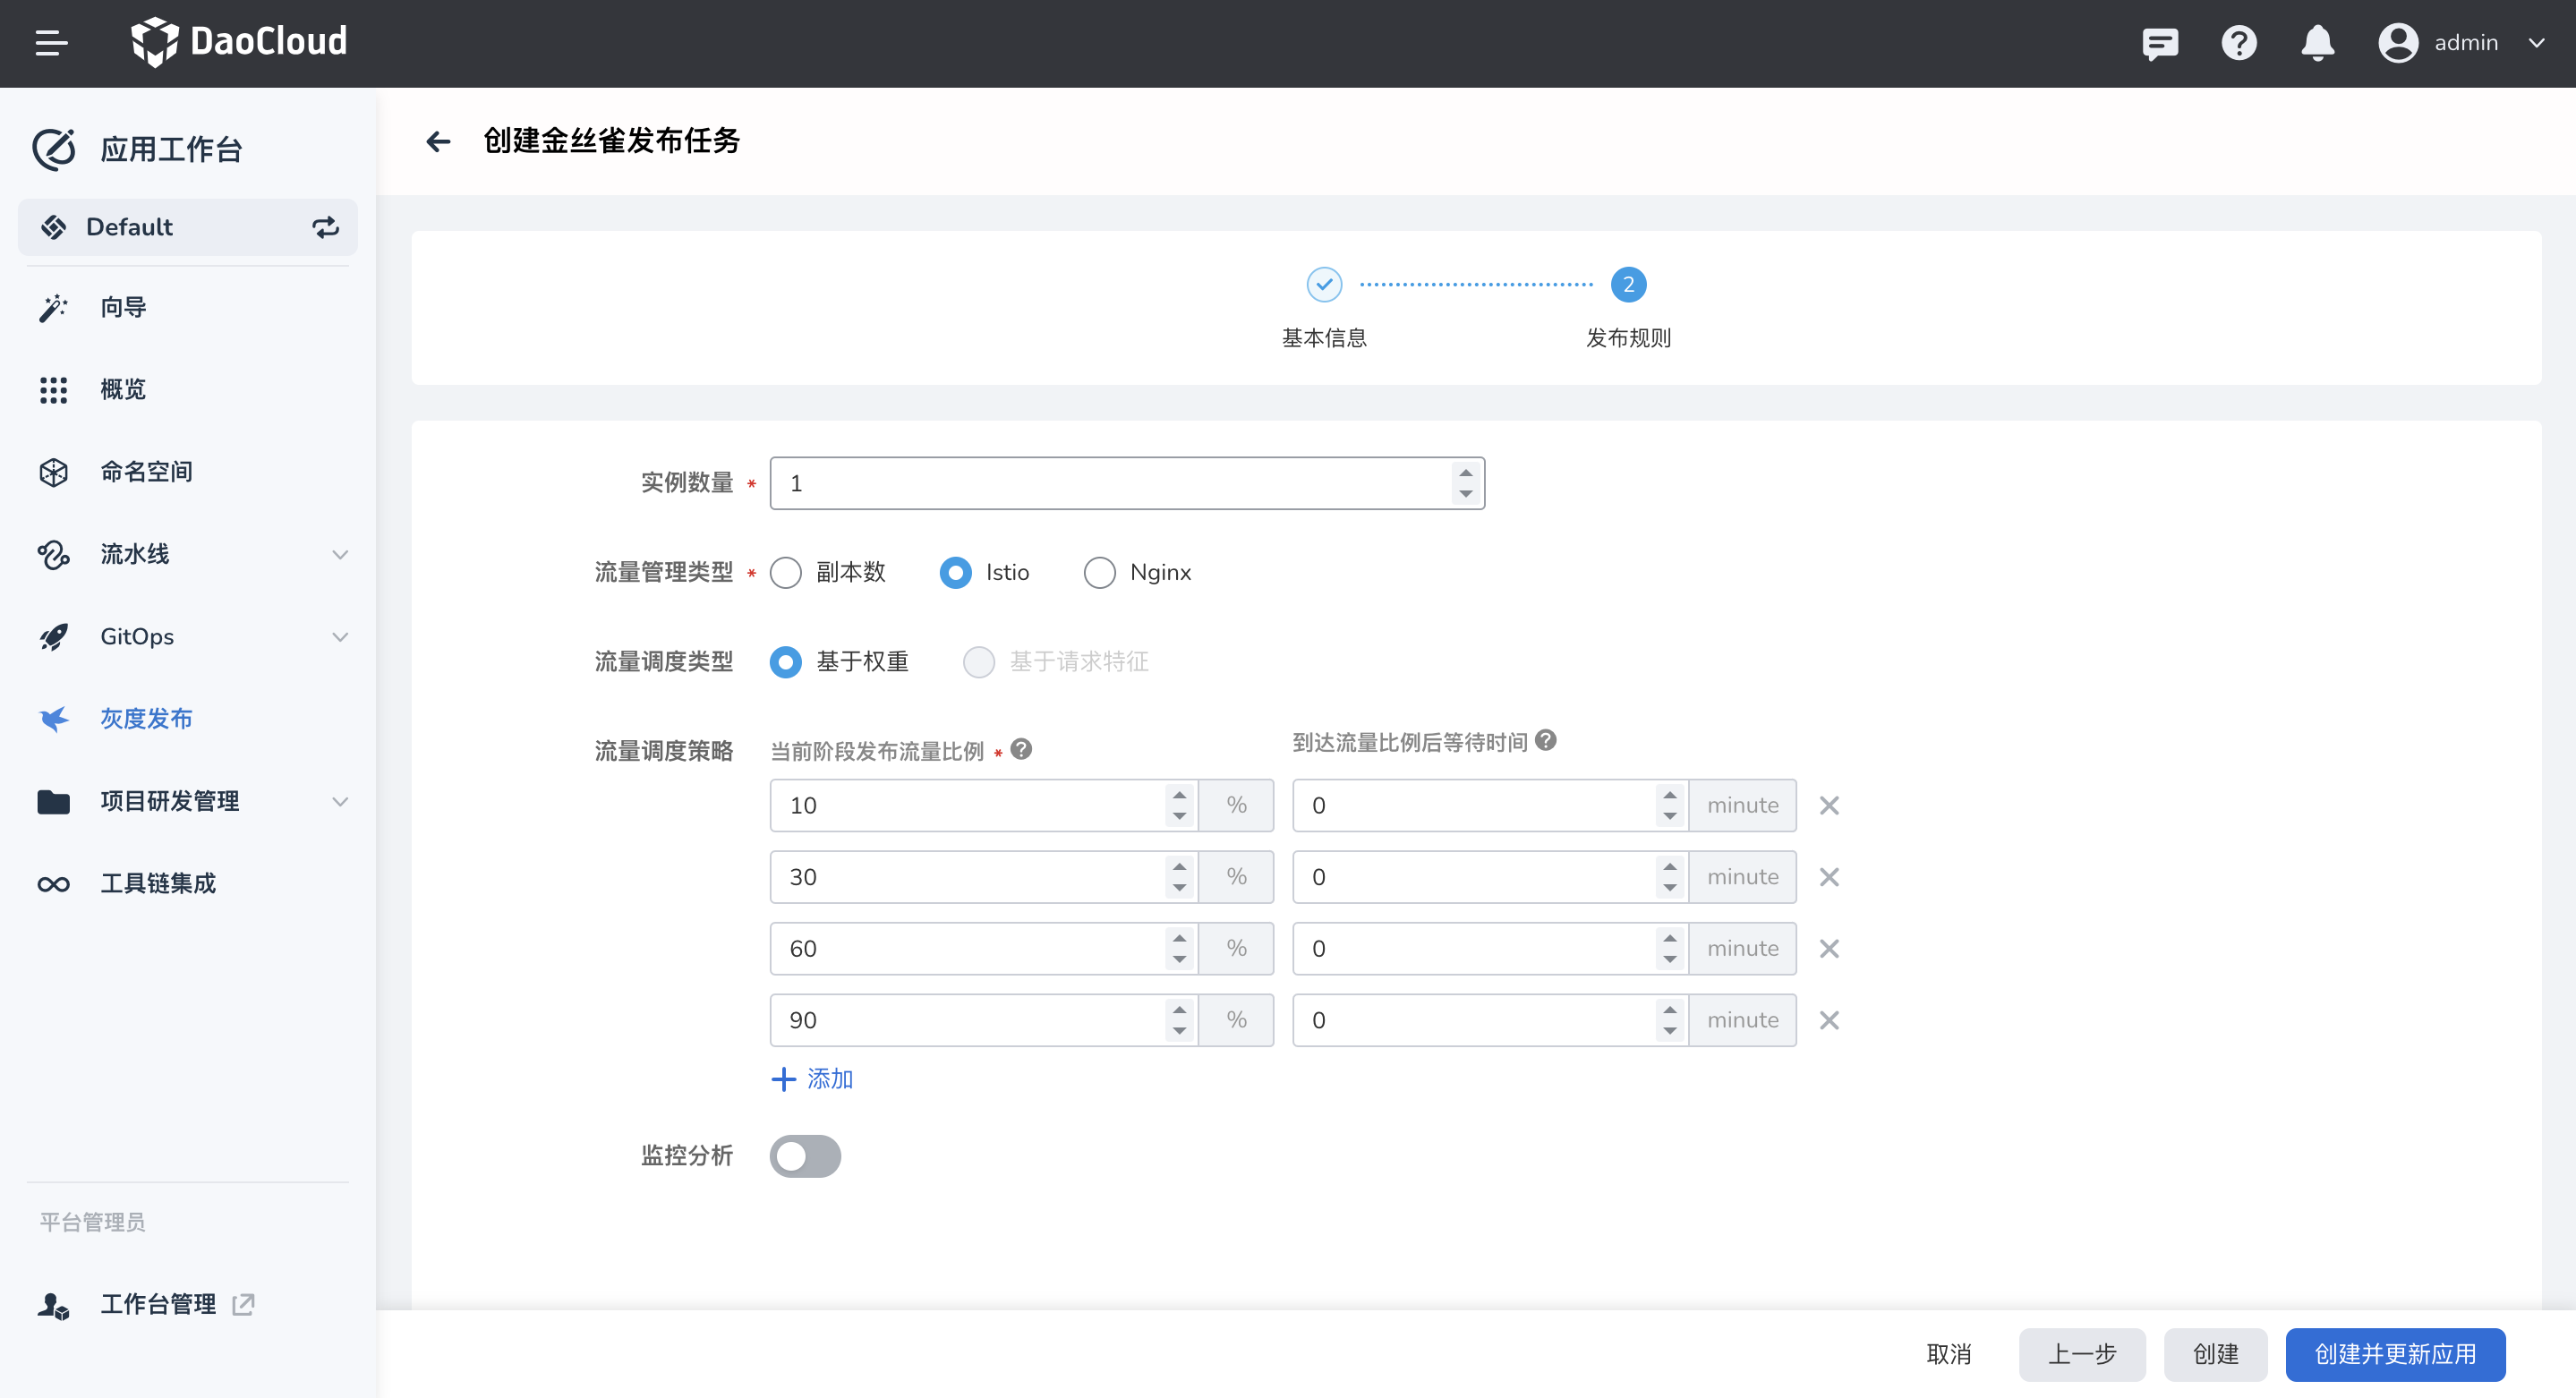 DaoCloud
admin
应用工作台
Default
向导
概览
命名空间
流水线
GitOps
灰度发布
项目研发管理
工具链集成
平台管理员
工作台管理
创建金丝雀发布任务
2
基本信息
发布规则
实例数量 * 1
流量管理类型 * 副本数 Istio Nginx
流量调度类型 基于权重 基于请求特征
流量调度策略 当前阶段发布流量比例 * ? 到达流量比例后等待时间 ?
10 % 0 minute
30 % 0 minute
60 % 0 minute
90 % 0 minute
添加
监控分析
取消 上一步 创建 创建并更新应用